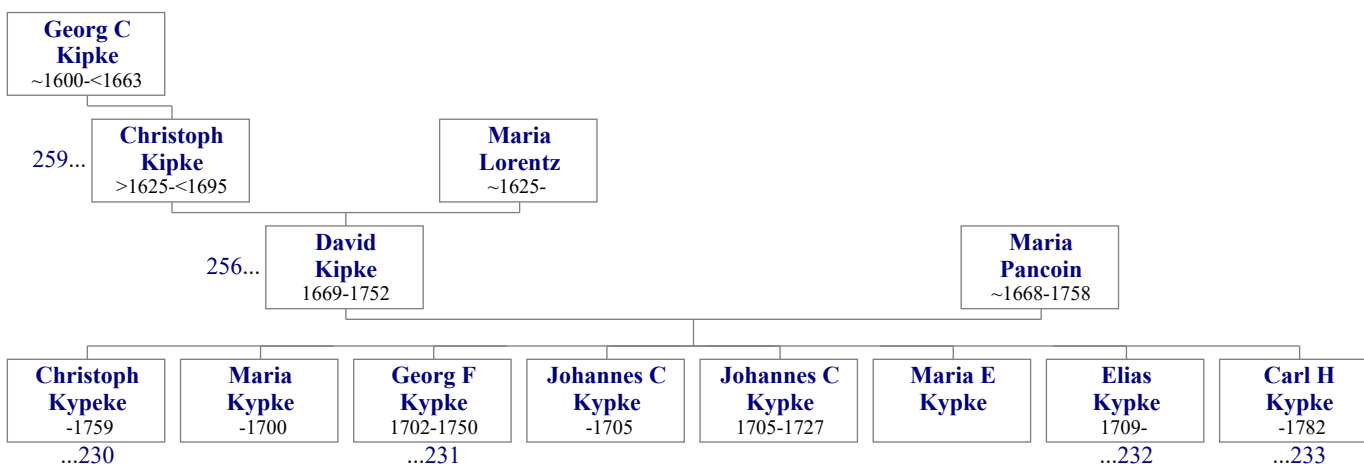 Georg C
Kipke
~1600-<1663
259...
Christoph
Kipke
>1625-<1695
Maria
Lorentz
~1625-
256...
David
Kipke
1669-1752
Maria
Pancoin
~1668-1758
Christoph
Kypeke
-1759
...230
Maria
Kypke
-1700
Georg F
Kypke
1702-1750
...231
Johannes C
Kypke
-1705
Johannes C
Kypke
1705-1727
Maria E
Kypke
Elias
Kypke
1709-
...232
Carl H
Kypke
-1782
...233